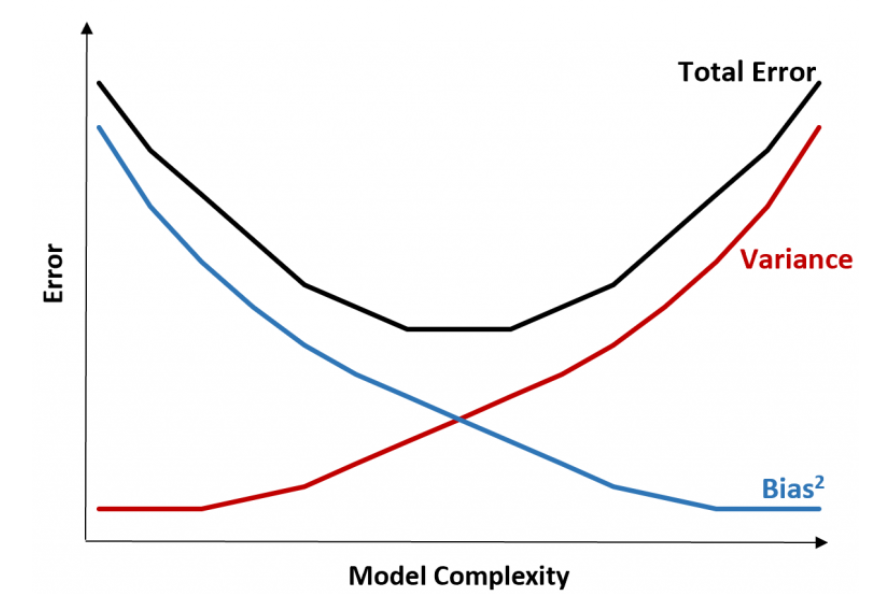 Total Error
Variance
Error
Bias²
Model Complexity